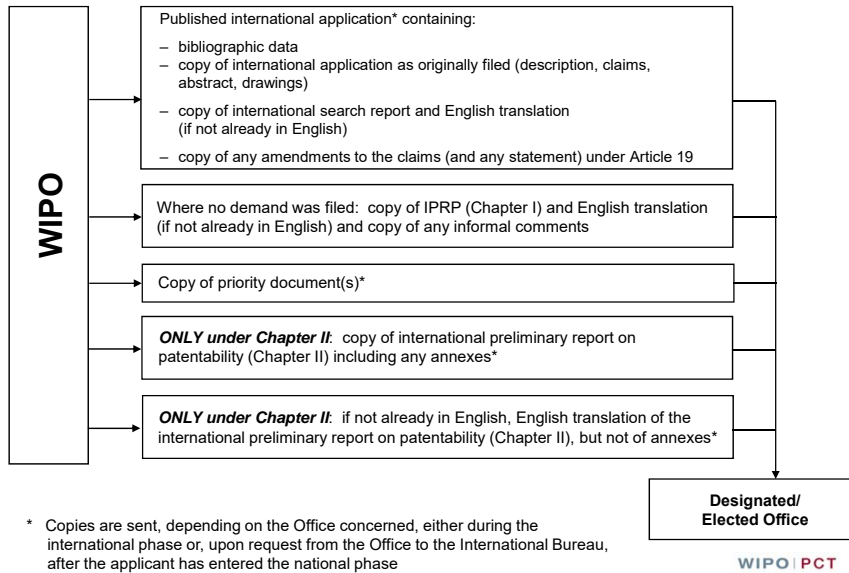 WIPO
Published international application* containing:
– bibliographic data
– copy of international application as originally filed (description, claims,
abstract, drawings)
– copy of international search report and English translation
(if not already in English)
– copy of any amendments to the claims (and any statement) under Article 19
Where no demand was filed: copy of IPRP (Chapter I) and English translation
(if not already in English) and copy of any informal comments
Copy of priority document(s)*
ONLY under Chapter II: copy of international preliminary report on
patentability (Chapter II) including any annexes*
ONLY under Chapter II: if not already in English, English translation of the
international preliminary report on patentability (Chapter II), but not of annexes*
Designated/
Elected Office
* Copies are sent, depending on the Office concerned, either during the
international phase or, upon request from the Office to the International Bureau,
after the applicant has entered the national phase
WIPO|PCT